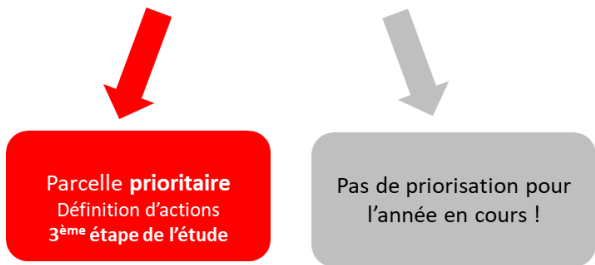 Parcelle prioritaire
Définition d’actions
3ème étape de l’étude
Pas de priorisation pour
l’année en cours !